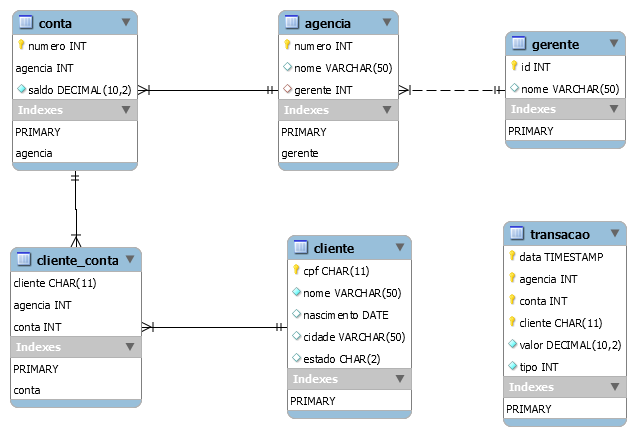 conta
numero INT
agencia INT
saldo DECIMAL(10,2)
Indexes
PRIMARY
agencia
agencia
numero INT
nome VARCHAR(50)
gerente INT
Indexes
PRIMARY
gerente
gerente
id INT
nome VARCHAR(50)
Indexes
PRIMARY
cliente_conta
cliente CHAR(11)
agencia INT
conta INT
Indexes
PRIMARY
conta
cliente
cpf CHAR(11)
nome VARCHAR(50)
nascimento DATE
cidade VARCHAR(50)
estado CHAR(2)
Indexes
PRIMARY
transacao
data TIMESTAMP
agencia INT
conta INT
cliente CHAR(11)
valor DECIMAL(10,2)
tipo INT
Indexes
PRIMARY